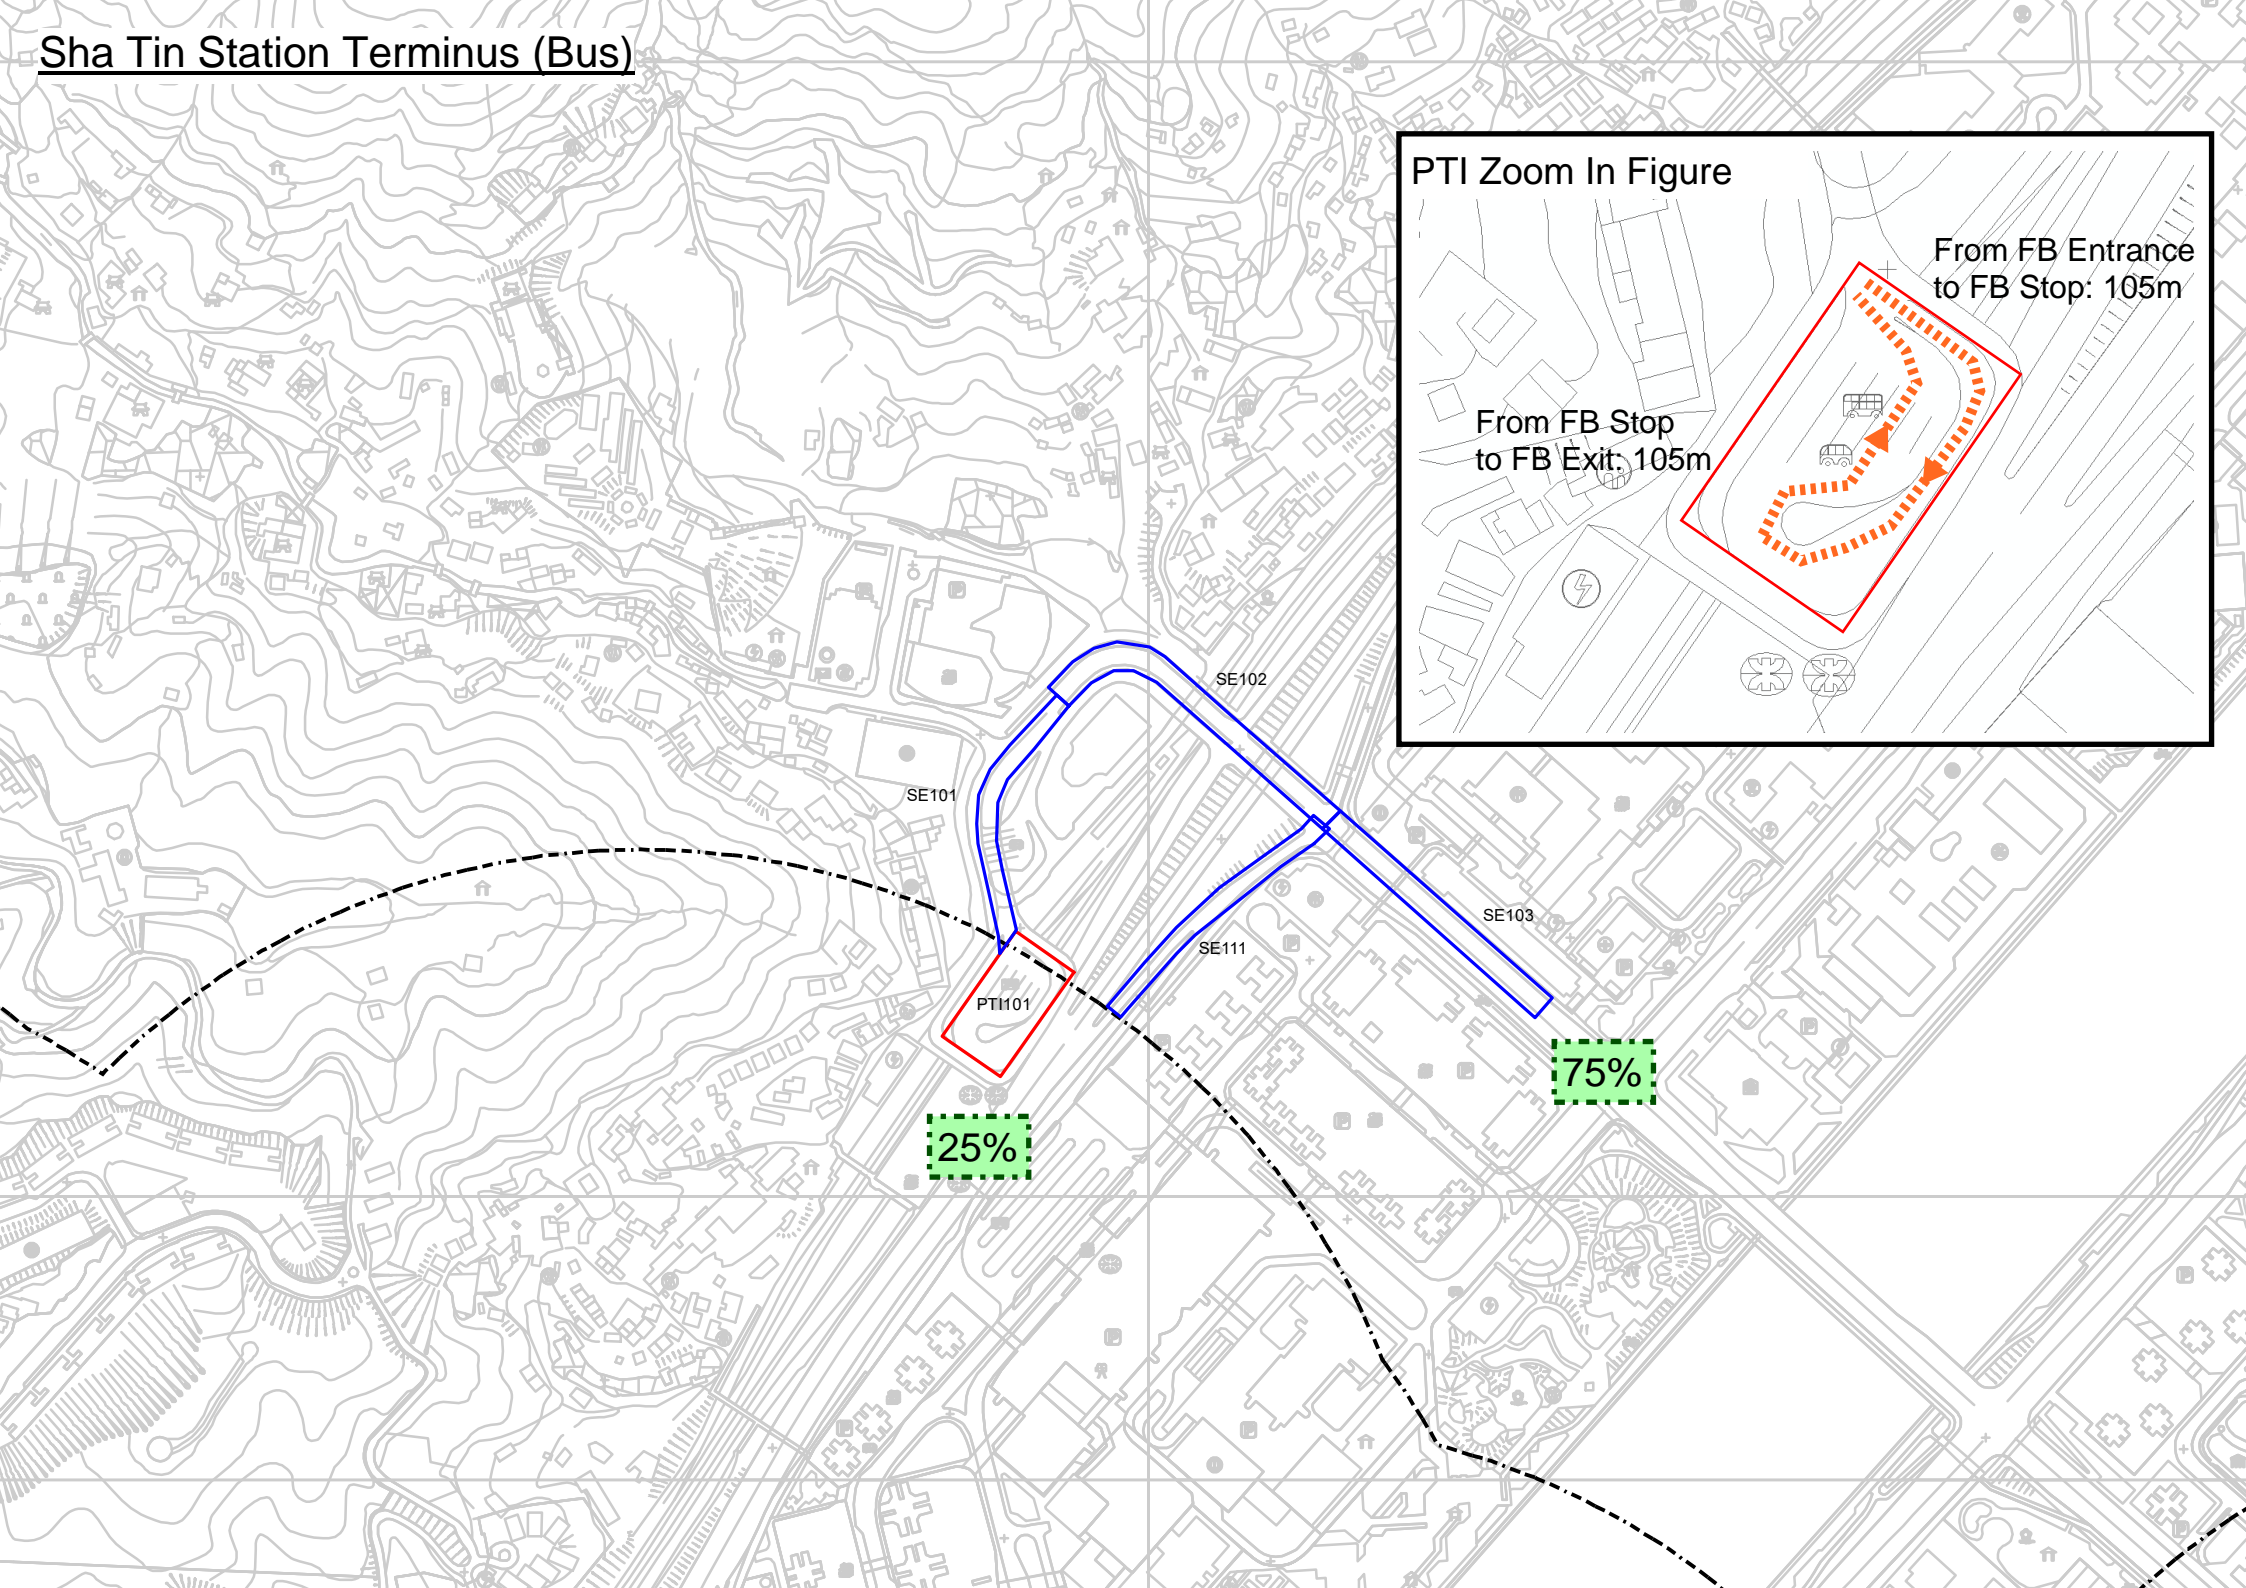 Sha Tin Station Terminus (Bus)
PTI Zoom In Figure
From FB Entrance
to FB Stop: 105m
From FB Stop
to FB Exit: 105m
SE102
SE101
SE103
SE111
PTI101
75%
25%